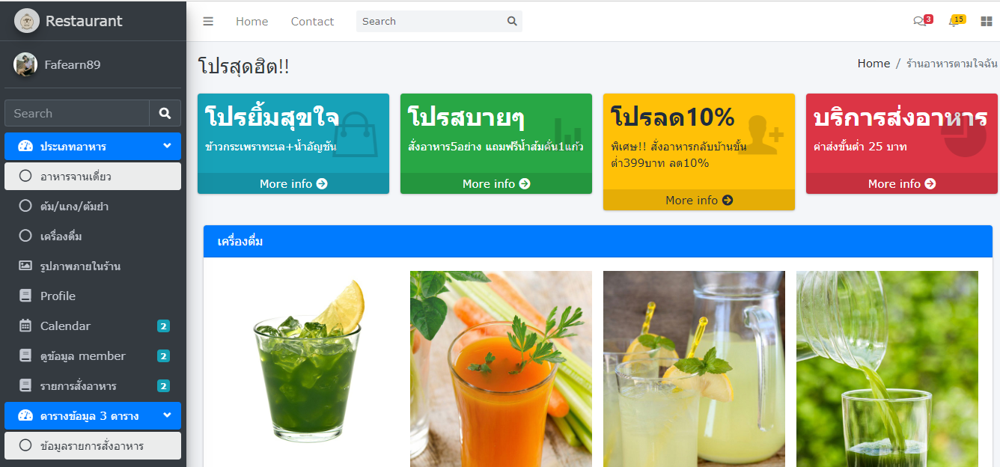 Restaurant
Fafearn89
Search
ประเภทอาหาร
อาหารจานเดี่ยว
ต้ม/แกง/ต้มยำ
เครื่องดื่ม
รูปภาพภายในร้าน
Profile
Calendar 2
ดูข้อมูล member 2
รายการสั่งอาหาร 2
ตารางข้อมูล 3 ตาราง
ข้อมูลรายการสั่งอาหาร
Home Contact Search 3 15
โปรสุดฮิต!!
Home / ร้านอาหารตามใจฉัน
โปรยิ้มสุขใจ
ข้าวกระเพราทะเล+น้ำอัญชัน
More info
โปรสบายๆ
สั่งอาหาร5อย่าง แถมฟรีน้ำส้มคั่น1แก้ว
More info
โปรลด10%
พิเศษ!! สั่งอาหารกลับบ้านขั้น
ต่ำ399บาท ลด10%
More info
บริการส่งอาหาร
ค่าส่งขั้นต่ำ 25 บาท
More info
เครื่องดื่ม